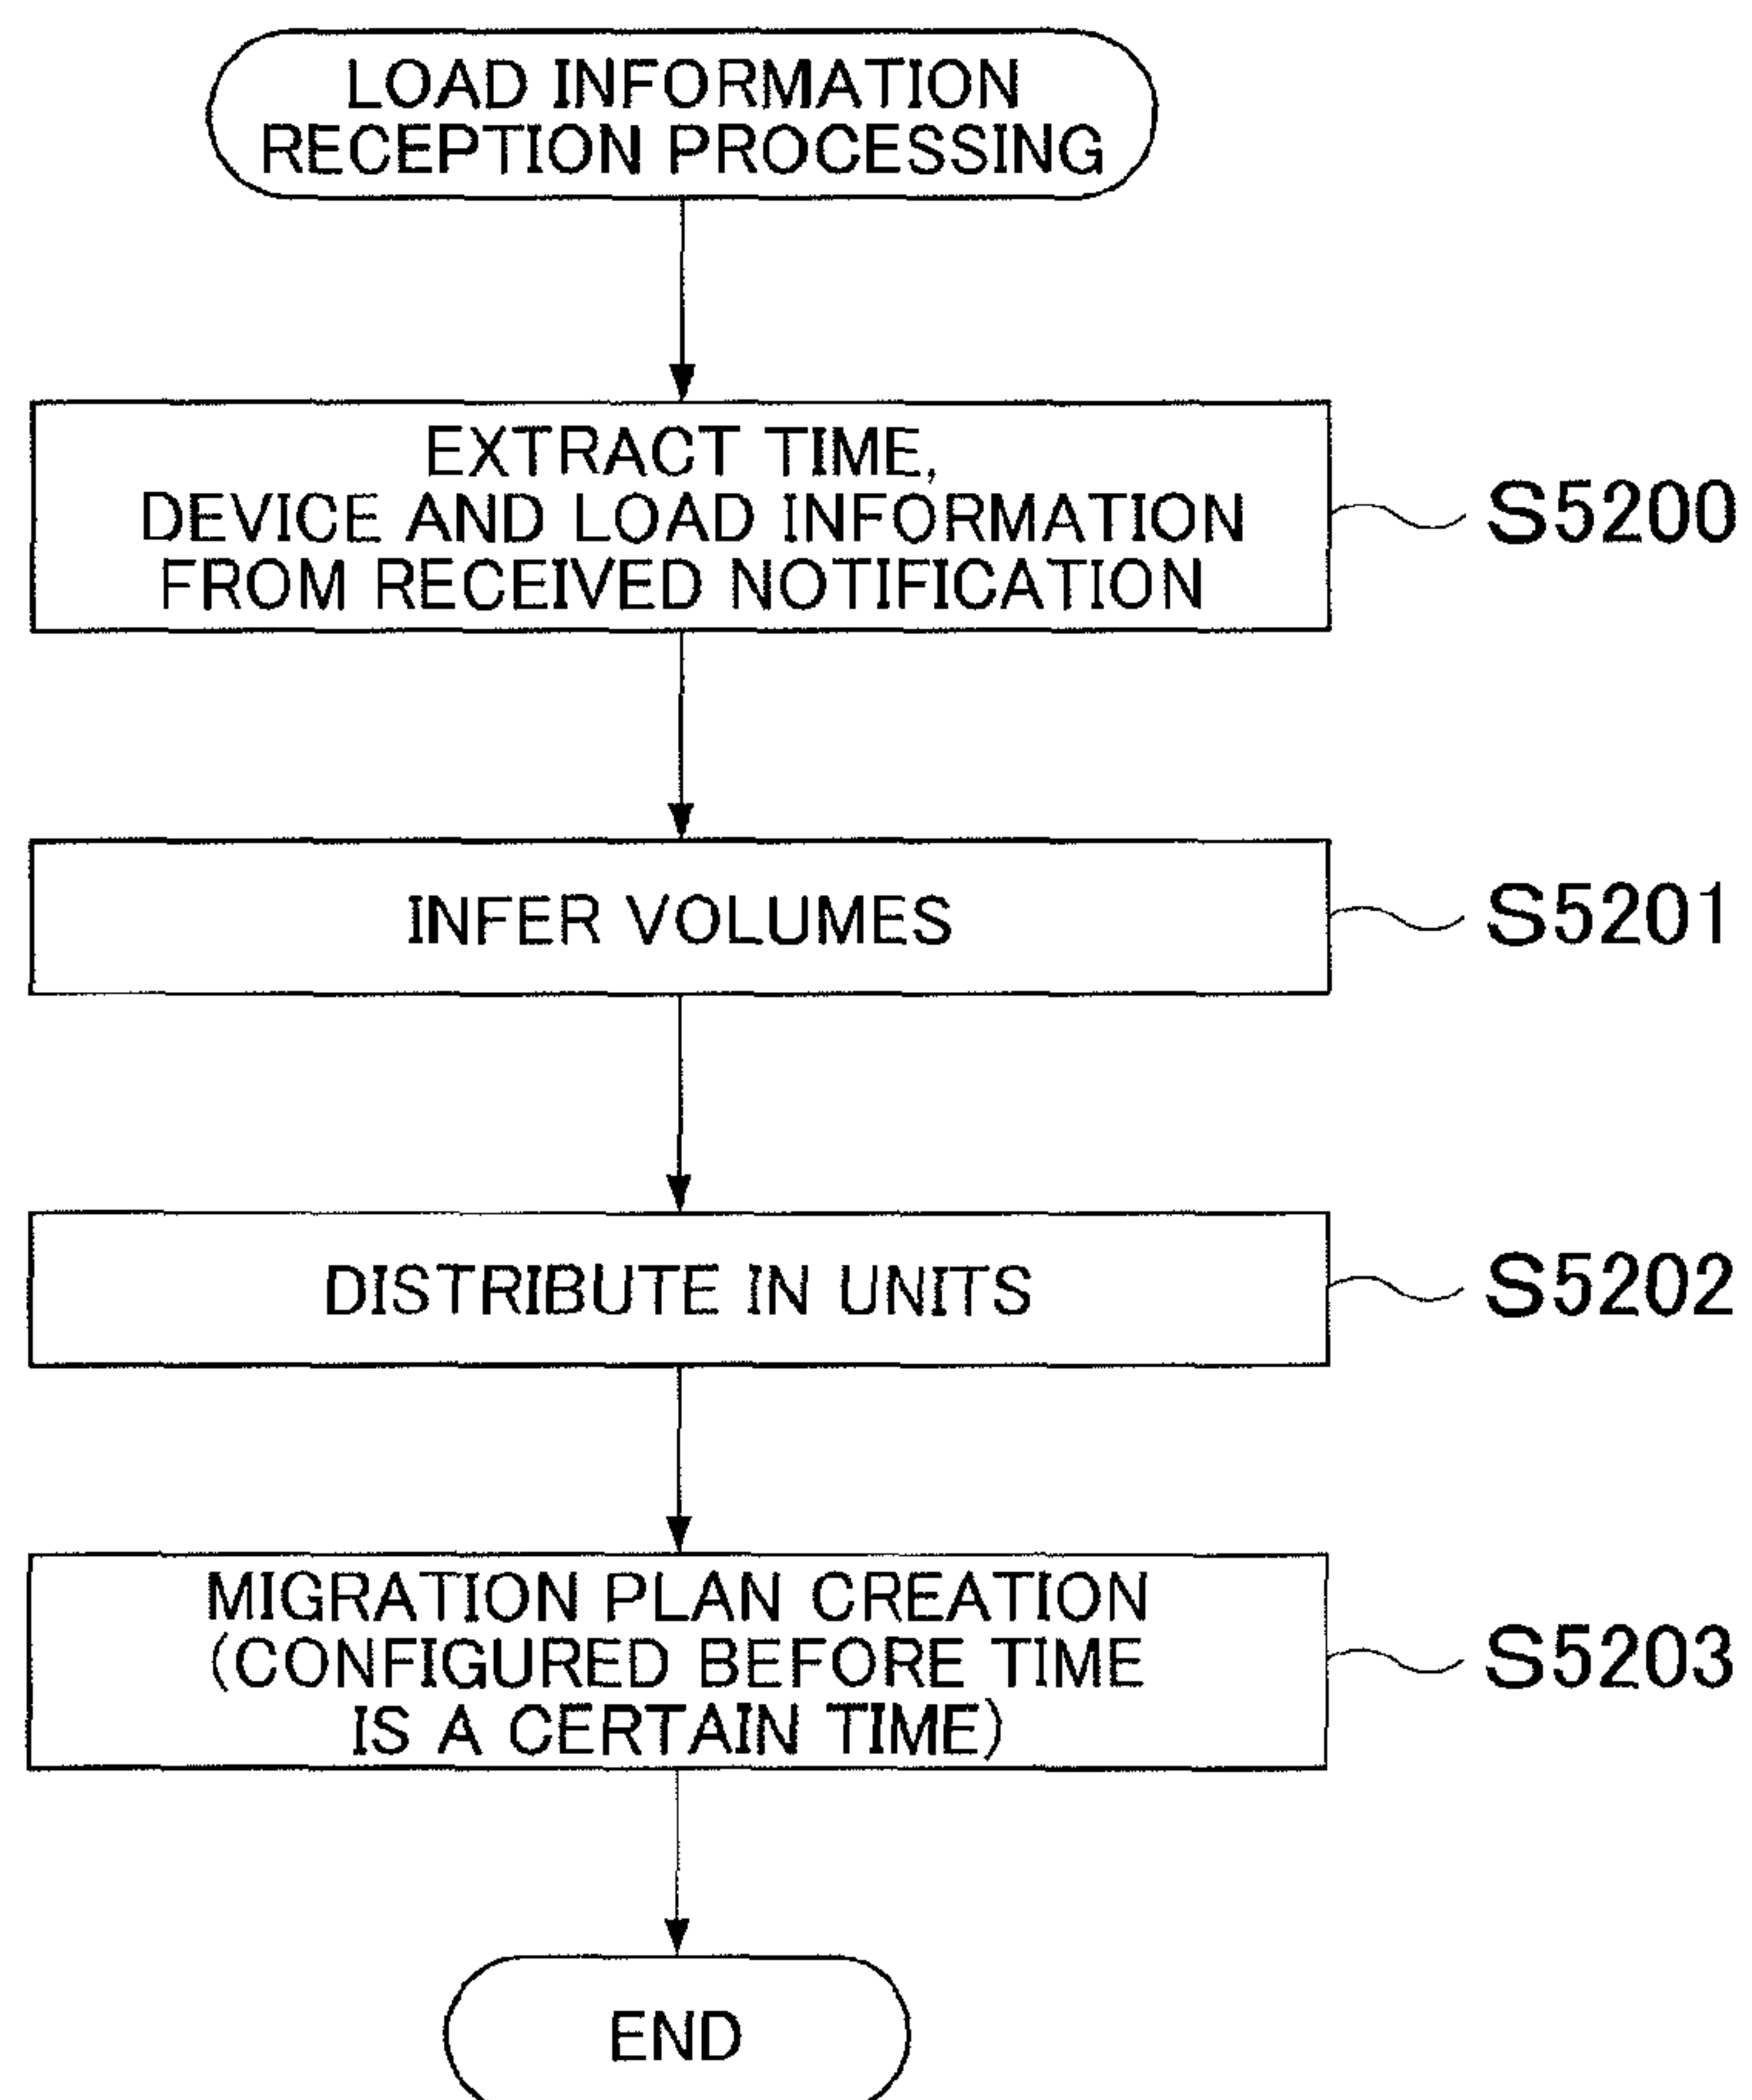 LOAD INFORMATION
RECEPTION PROCESSING
EXTRACT TIME,
DEVICE AND LOAD INFORMATION
FROM RECEIVED NOTIFICATION
S5200
INFER VOLUMES
S5201
DISTRIBUTE IN UNITS
S5202
MIGRATION PLAN CREATION
(CONFIGURED BEFORE TIME
IS A CERTAIN TIME)
S5203
END